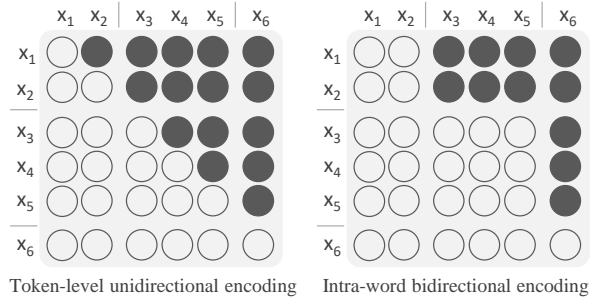 x₁ x₂ x₃ x₄ x₅ x₆
x₁
x₂
x₃
x₄
x₅
x₆
Token-level unidirectional encoding
x₁ x₂ x₃ x₄ x₅ x₆
x₁
x₂
x₃
x₄
x₅
x₆
Intra-word bidirectional encoding